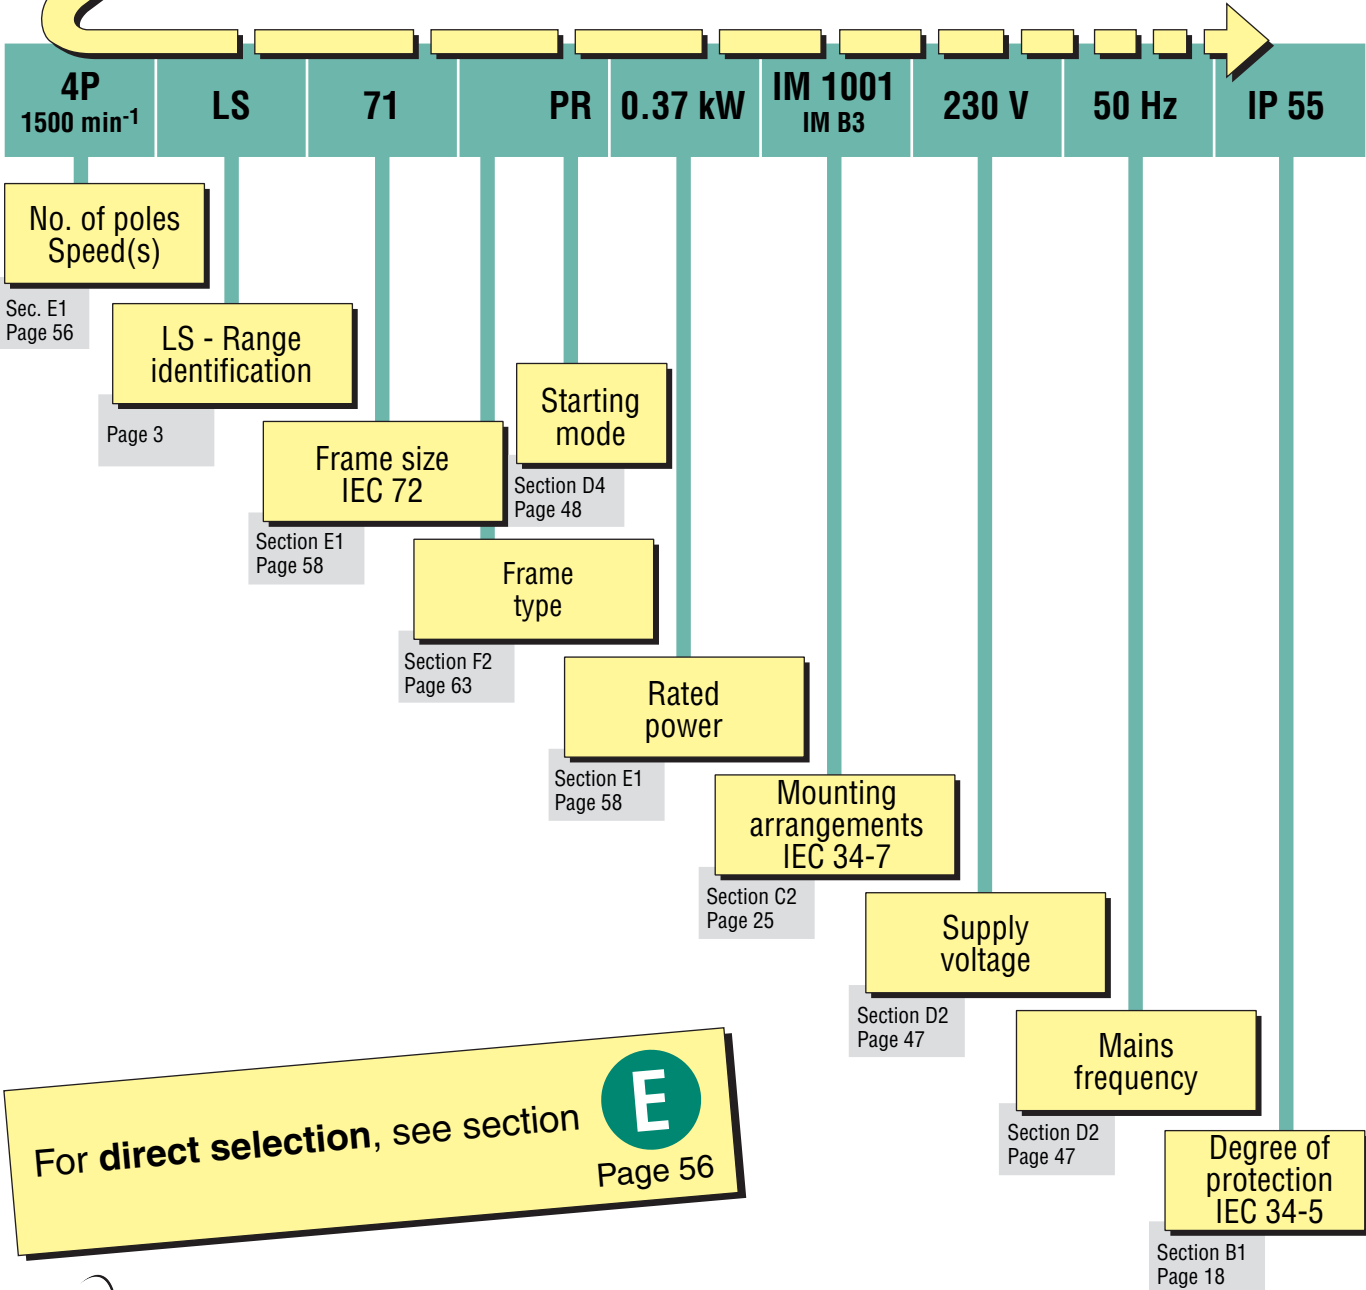 4P
1500 min-1
LS
71
PR
0.37 kW
IM 1001
IM B3
230 V
50 Hz
IP 55
No. of poles
Speed(s)
Sec. E1
Page 56
LS - Range
identification
Page 3
Starting
mode
Section D4
Page 48
Frame size
IEC 72
Section E1
Page 58
Frame
type
Section F2
Page 63
Rated
power
Section E1
Page 58
Mounting
arrangements
IEC 34-7
Section C2
Page 25
Supply
voltage
Section D2
Page 47
Mains
frequency
Section D2
Page 47
Degree of
protection
IEC 34-5
Section B1
Page 18
For direct selection, see section E
Page 56